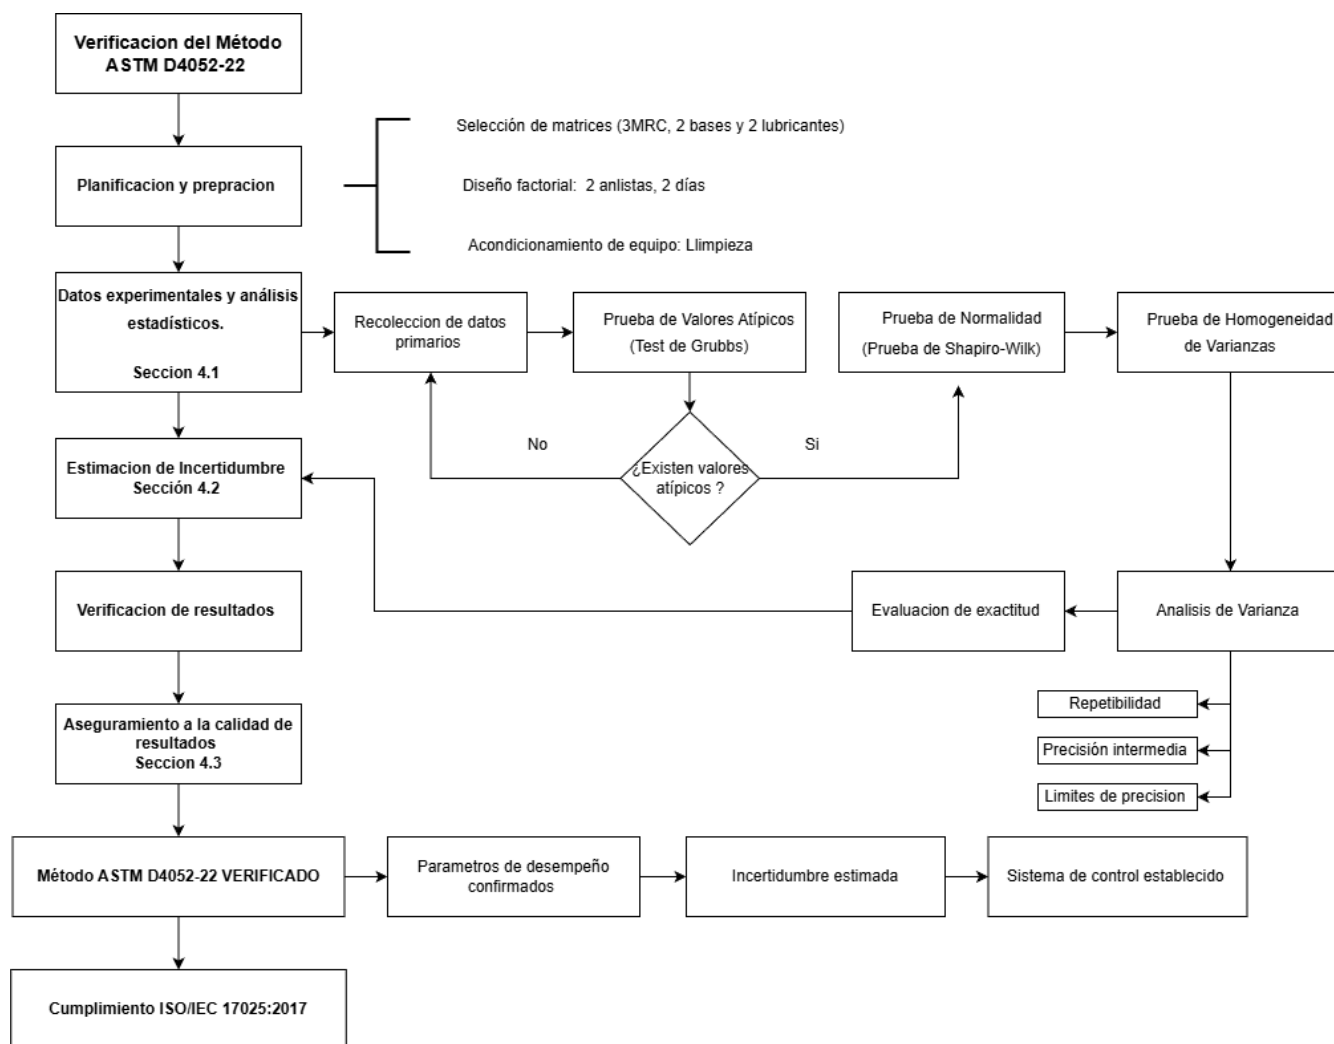 Verificacion del Método
ASTM D4052-22
Planificacion y prepracion
Selección de matrices (3MRC, 2 bases y 2 lubricantes)
Diseño factorial: 2 anlistas, 2 días
Acondicionamiento de equipo: Llimpieza
Datos experimentales y análisis
estadísticos.
Seccion 4.1
Recoleccion de datos
primarios
Prueba de Valores Atípicos
(Test de Grubbs)
Prueba de Normalidad
(Prueba de Shapiro-Wilk)
Prueba de Homogeneidad
de Varianzas
No
Si
¿Existen valores
atípicos ?
Estimacion de Incertidumbre
Sección 4.2
Verificacion de resultados
Evaluacion de exactitud
Analisis de Varianza
Repetibilidad
Precisión intermedia
Limites de precision
Aseguramiento a la calidad de
resultados
Seccion 4.3
Método ASTM D4052-22 VERIFICADO
Parametros de desempeño
confirmados
Incertidumbre estimada
Sistema de control establecido
Cumplimiento ISO/IEC 17025:2017